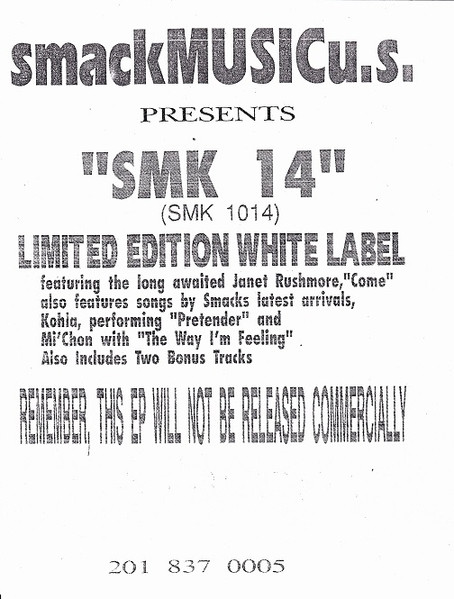 smackMUSICu.s.
PRESENTS
"SMK 14"
(SMK 1014)
LIMITED EDITION WHITE LABEL
featuring the long awaited Janet Rushmore,"Come"
also features songs by Smacks latest arrivals,
Kohla, performing "Pretender" and
Mi'Chon with "The Way I'm Feeling"
Also Includes Two Bonus Tracks
REMEMBER, THIS EP WILL NOT BE RELEASED COMMERCIALLY
201 837 0005